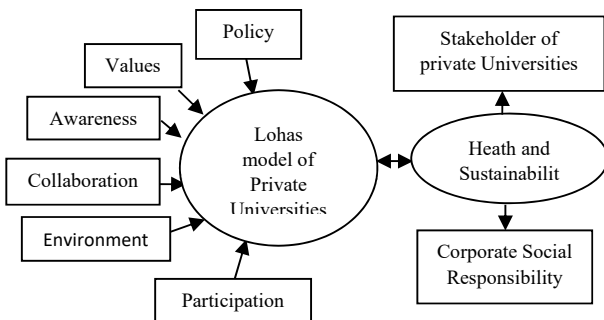 Policy
Values
Awareness
Collaboration
Environment
Participation
Lohas
model of
Private
Universities
Stakeholder of
private Universities
Heath and
Sustainabilit
Corporate Social
Responsibility